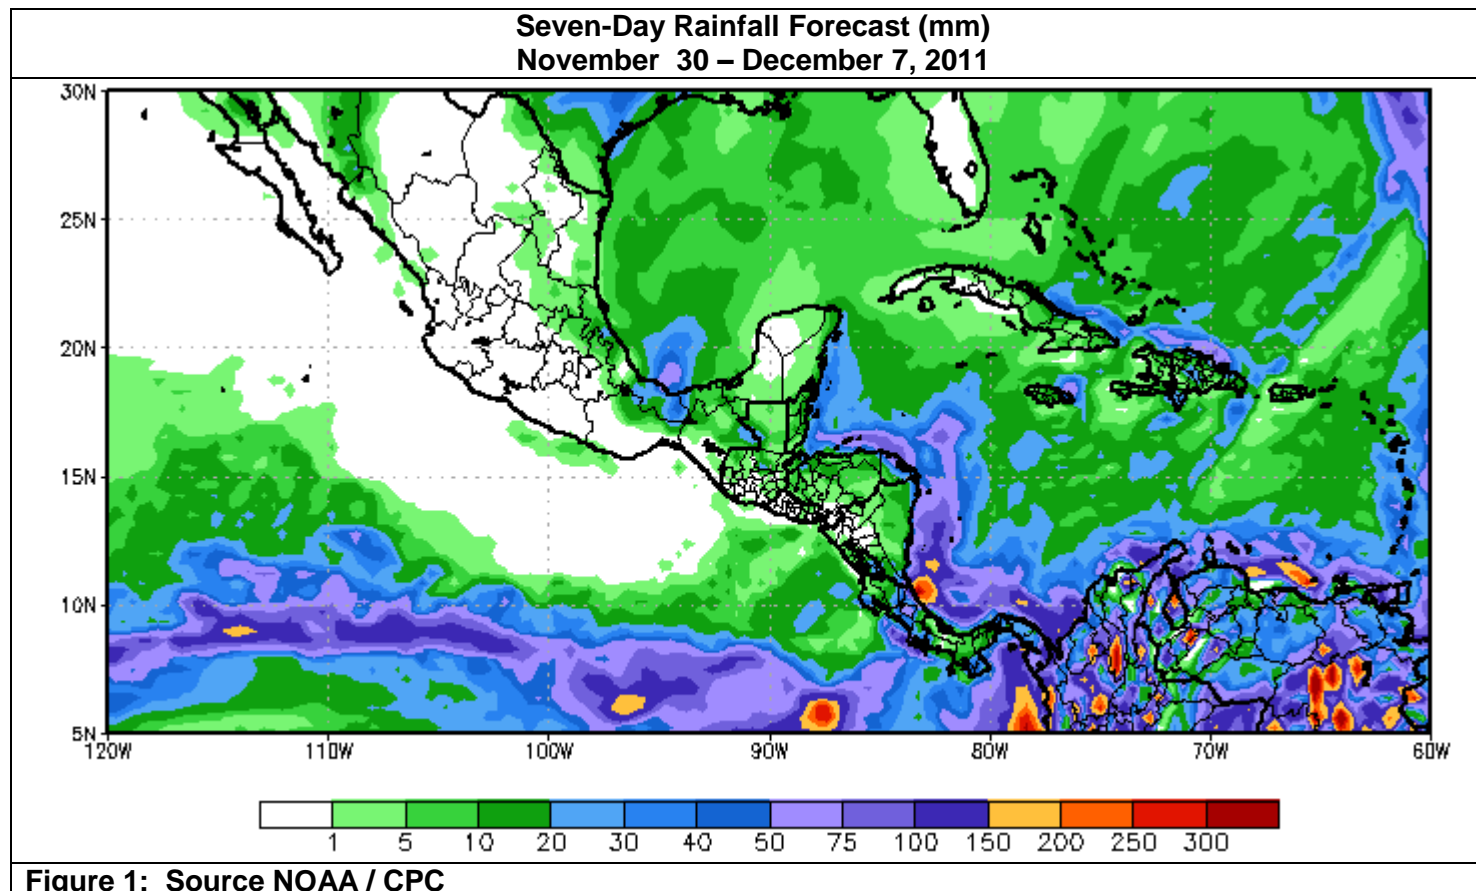 Seven-Day Rainfall Forecast (mm)
November  30 – December 7, 2011
30N
25N
20N
15N
10N
5N
120W 110W 100W 90W 80W 70W 60W
1 5 10 20 30 40 50 75 100 150 200 250 300
Figure 1:  Source NOAA / CPC